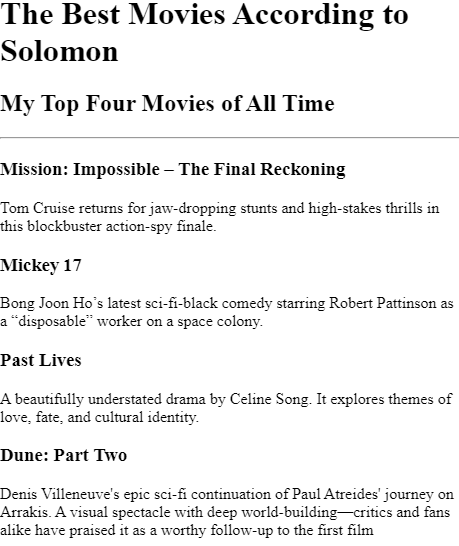 The Best Movies According to
Solomon
My Top Four Movies of All Time
Mission: Impossible – The Final Reckoning
Tom Cruise returns for jaw-dropping stunts and high-stakes thrills in
this blockbuster action-spy finale.
Mickey 17
Bong Joon Ho’s latest sci-fi-black comedy starring Robert Pattinson as
a “disposable” worker on a space colony.
Past Lives
A beautifully understated drama by Celine Song. It explores themes of
love, fate, and cultural identity.
Dune: Part Two
Denis Villeneuve's epic sci-fi continuation of Paul Atreides' journey on
Arrakis. A visual spectacle with deep world-building—critics and fans
alike have praised it as a worthy follow-up to the first film